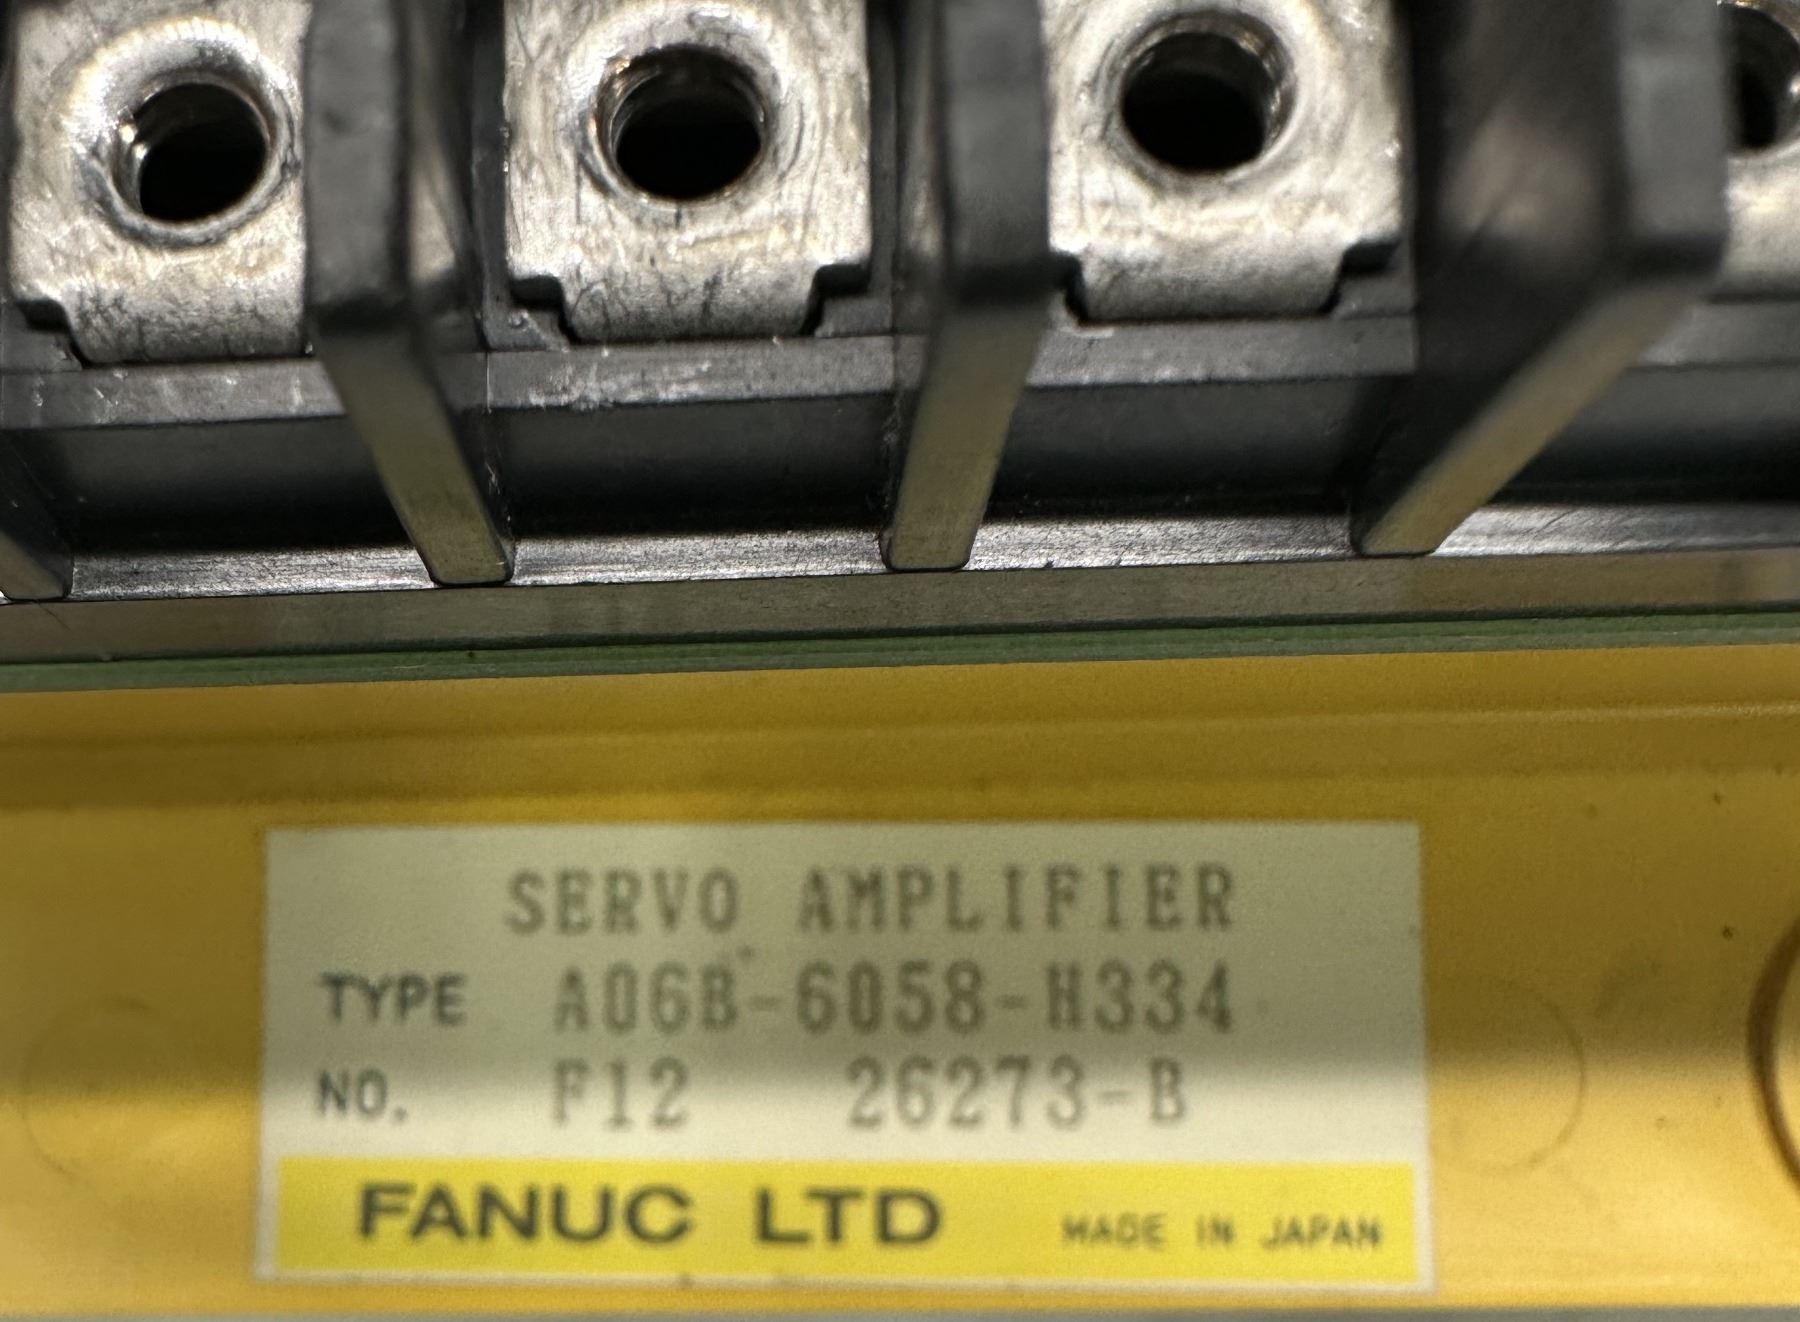 SERVO AMPLIFIER
TYPE A06B-6058-H334
NO. F12 26273-B
FANUC LTD MADE IN JAPAN